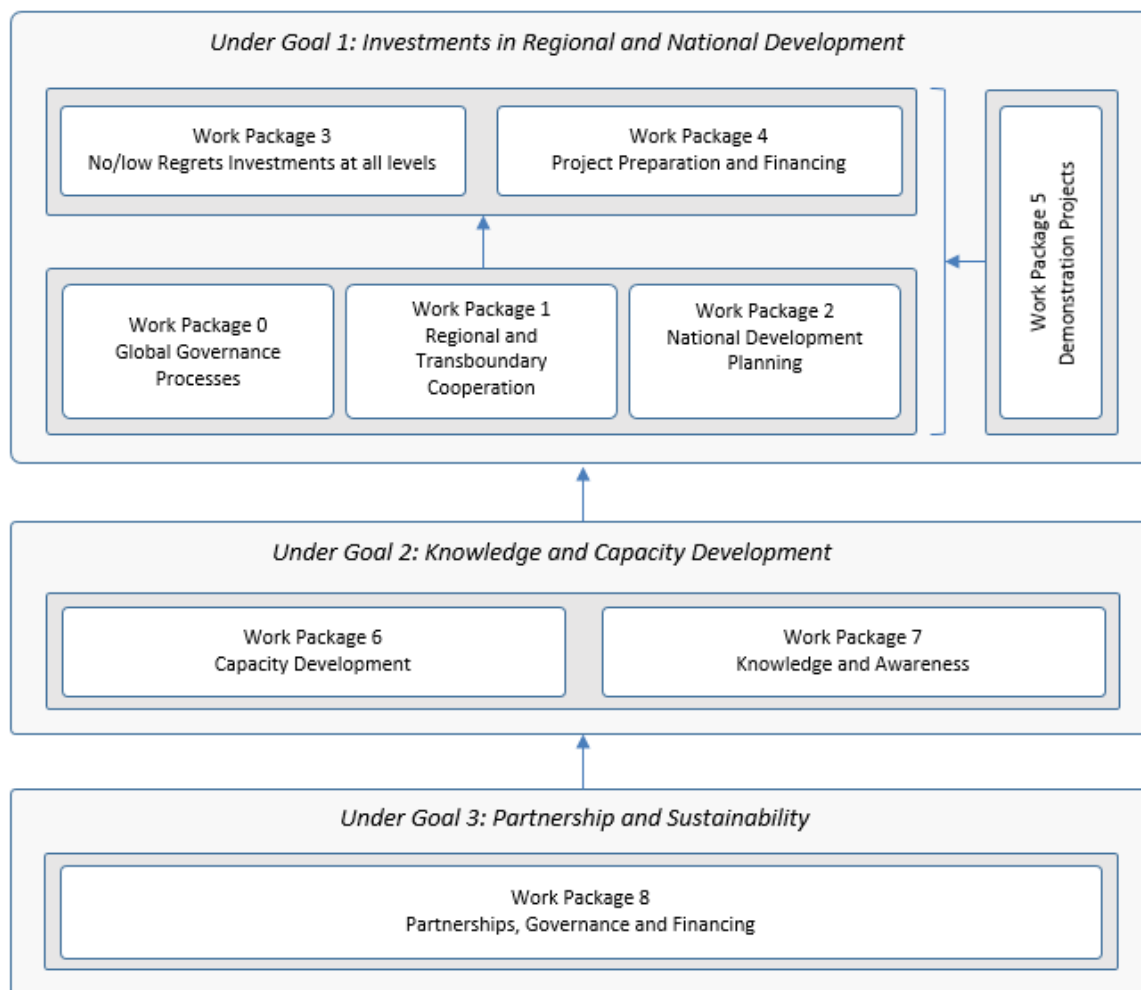 Under Goal 1: Investments in Regional and National Development
Work Package 3
No/low Regrets Investments at all levels
Work Package 4
Project Preparation and Financing
Work Package 0
Global Governance
Processes
Work Package 1
Regional and
Transboundary
Cooperation
Work Package 2
National Development
Planning
Work Package 5
Demonstration Projects
Under Goal 2: Knowledge and Capacity Development
Work Package 6
Capacity Development
Work Package 7
Knowledge and Awareness
Under Goal 3: Partnership and Sustainability
Work Package 8
Partnerships, Governance and Financing